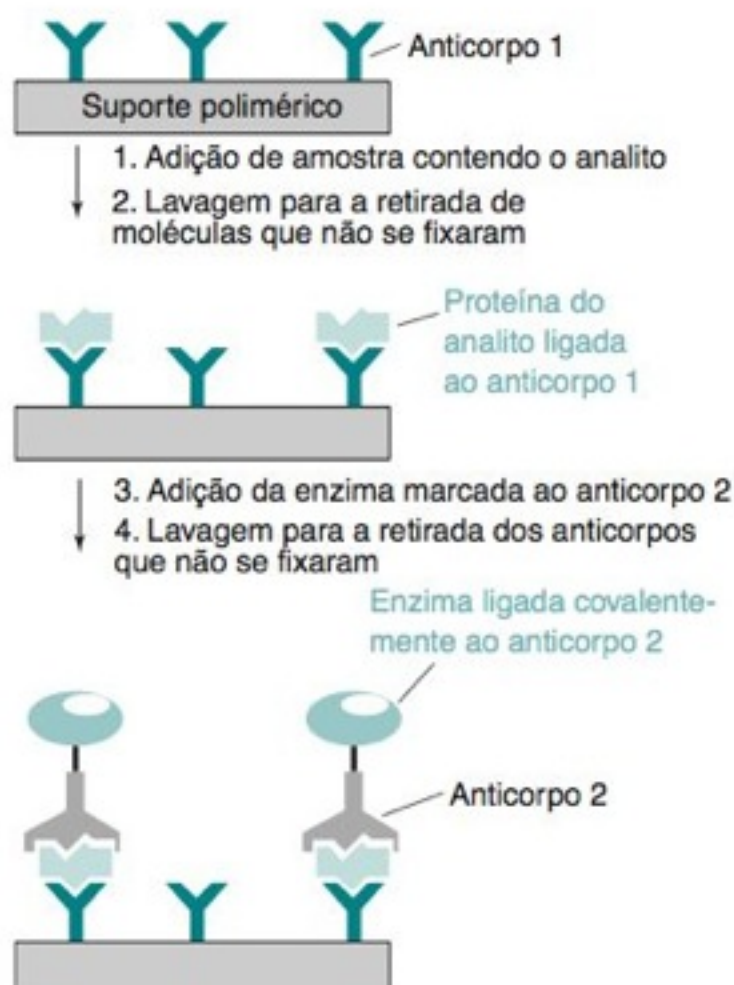 Anticorpo 1
Suporte polimérico
1. Adição de amostra contendo o analito
2. Lavagem para a retirada de
moléculas que não se fixaram
Proteína do
analito ligada
ao anticorpo 1
3. Adição da enzima marcada ao anticorpo 2
4. Lavagem para a retirada dos anticorpos
que não se fixaram
Enzima ligada covalente-
mente ao anticorpo 2
Anticorpo 2